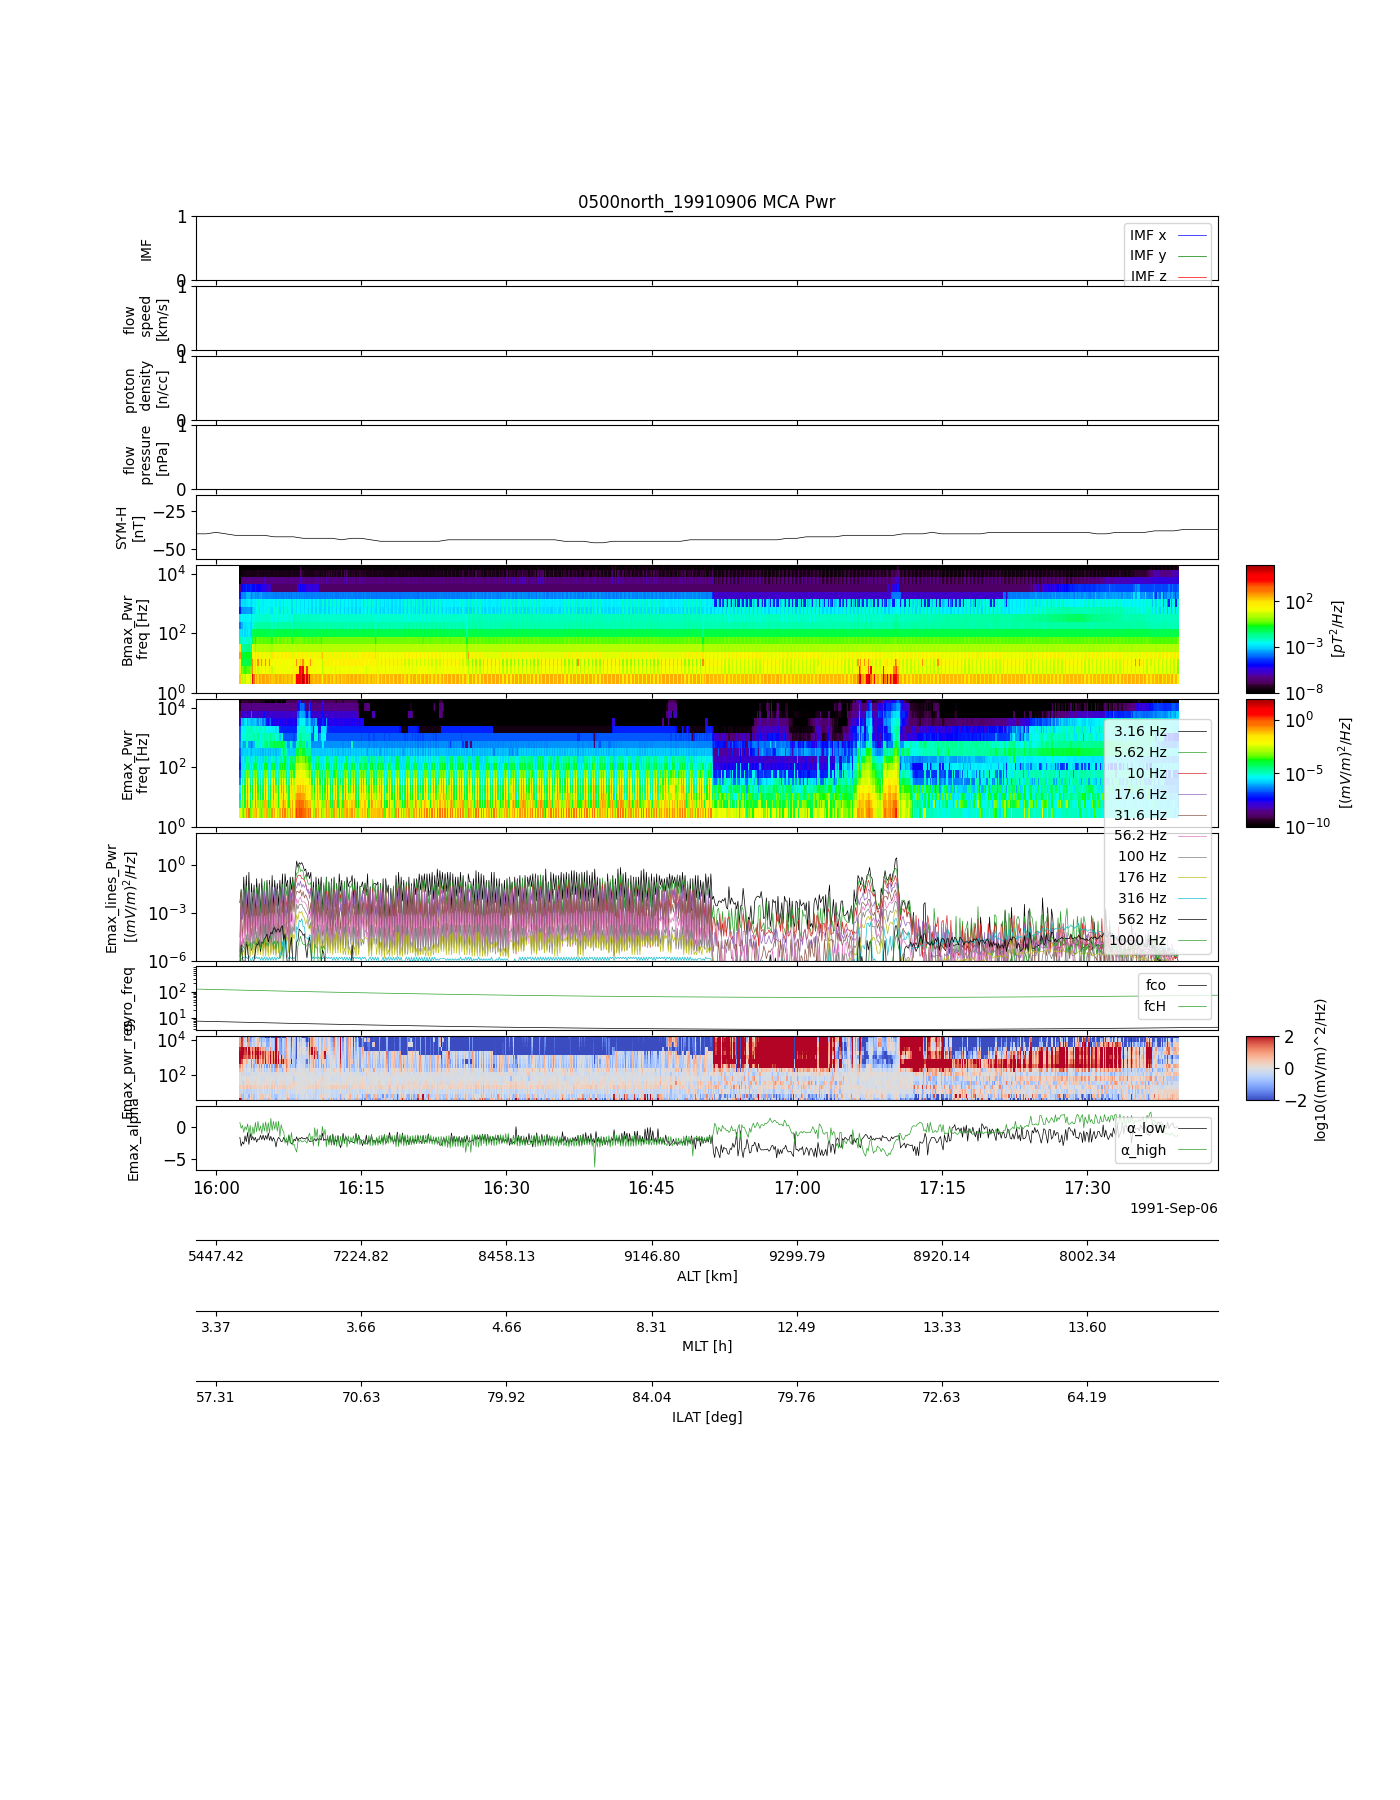 0500north_19910906 MCA Pwr
1
0
IMF
IMF x
IMF y
IMF z
1
0
flow
speed
[km/s]
1
0
proton
density
[n/cc]
1
0
flow
pressure
[nPa]
−25
−50
SYM-H
[nT]
10^4
10^2
10^0
Bmax_Pwr
freq [Hz]
10^2
10^−3
10^−8
[pT^2/Hz]
10^4
10^2
10^0
Emax_Pwr
freq [Hz]
10^0
10^−5
10^−10
[(mV/m)^2/Hz]
3.16 Hz
5.62 Hz
10 Hz
17.6 Hz
31.6 Hz
56.2 Hz
100 Hz
176 Hz
316 Hz
562 Hz
1000 Hz
10^0
10^−3
10^−6
Emax_lines_Pwr
[(mV/m)^2/Hz]
10^2
10^1
gyro_freq
fco
fcH
10^4
10^2
Emax_pwr_reg
2
0
−2
log10((mV/m)^2/Hz)
0
−5
Emax_alpha
α_low
α_high
16:00 16:15 16:30 16:45 17:00 17:15 17:30
1991-Sep-06
5447.42 7224.82 8458.13 9146.80 9299.79 8920.14 8002.34
ALT [km]
3.37 3.66 4.66 8.31 12.49 13.33 13.60
MLT [h]
57.31 70.63 79.92 84.04 79.76 72.63 64.19
ILAT [deg]